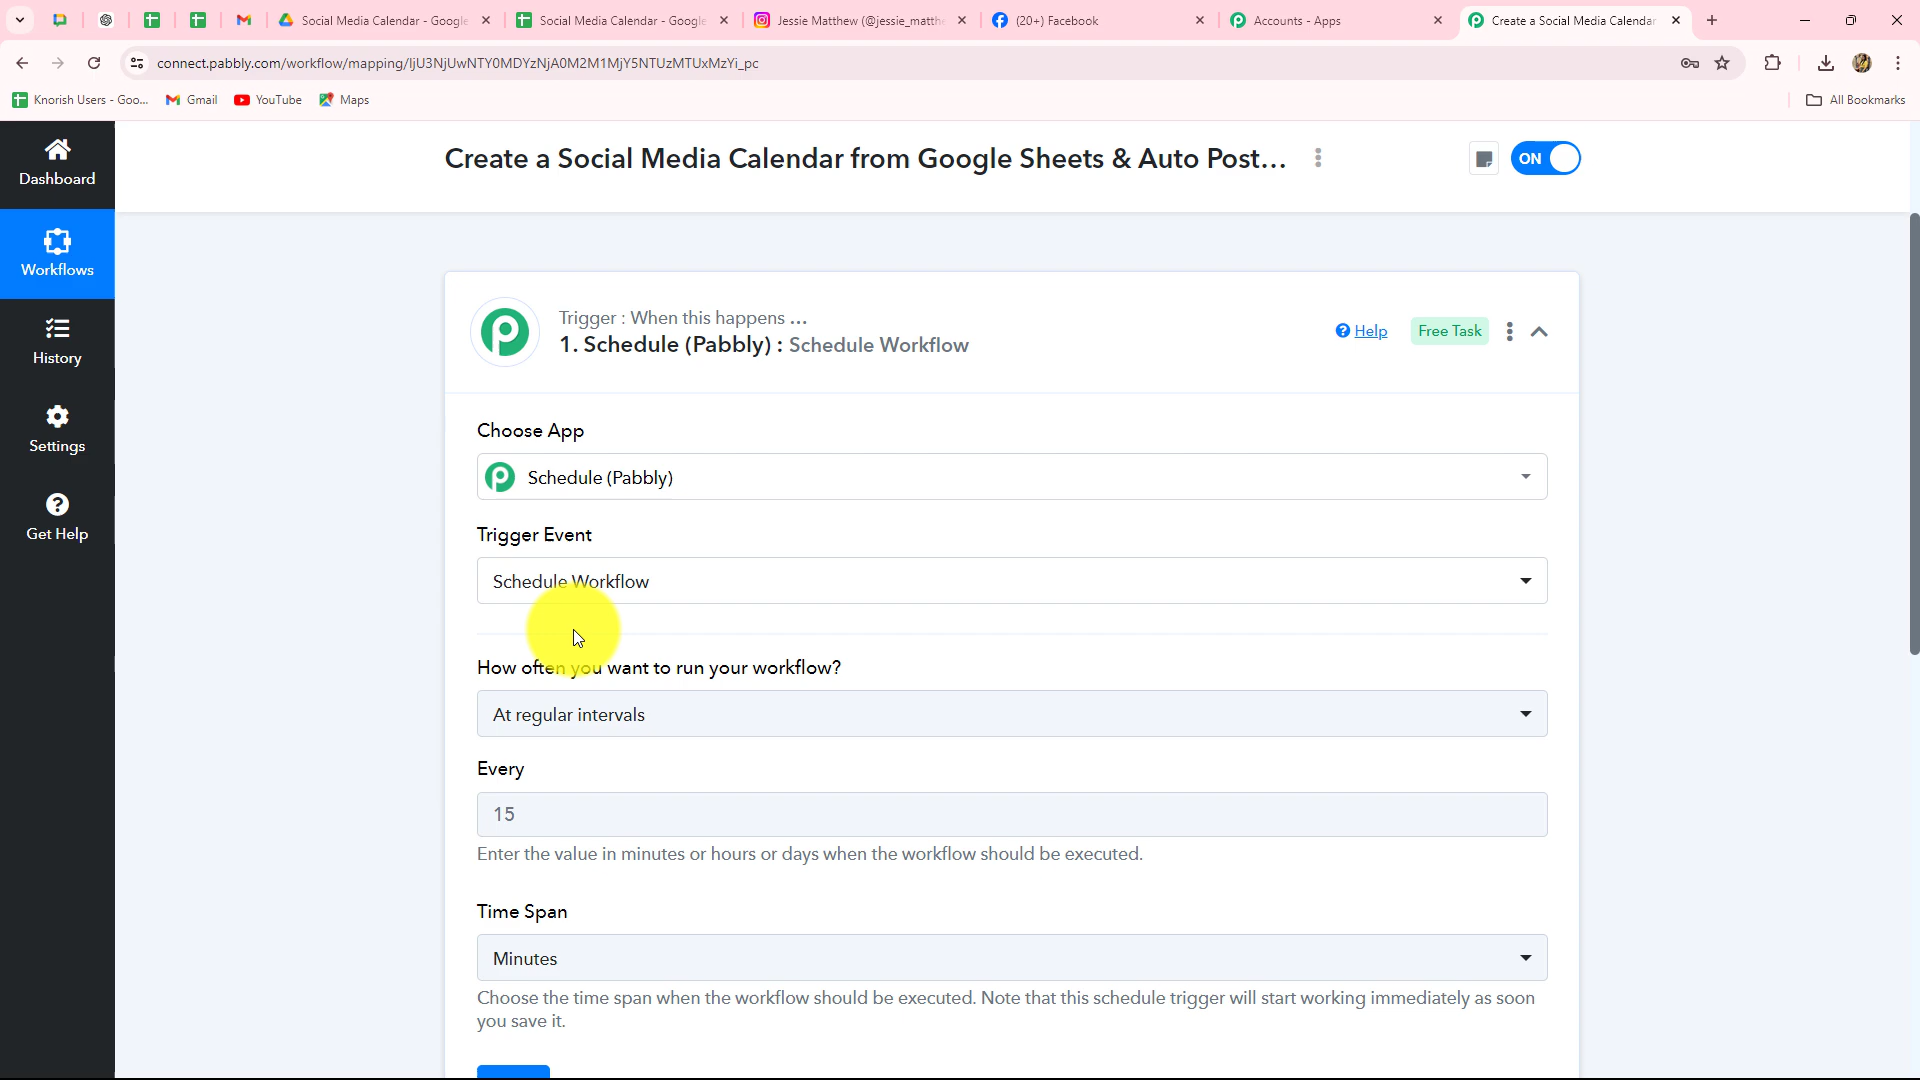 Social Media Calendar - Google
Social Media Calendar - Google
Jessie Matthew (@jessie_matthe
(20+) Facebook
Accounts - Apps
Create a Social Media Calendar
connect.pabbly.com/workflow/mapping/IjU3NjUwNTY0MDYzNjA0M2M1MjY5NTUzMTUxMzYi_pc
Knorish Users - Goo...
Gmail
YouTube
Maps
All Bookmarks
Dashboard
Workflows
History
Settings
Get Help
Create a Social Media Calendar from Google Sheets & Auto Post...
ON
Trigger : When this happens ...
1. Schedule (Pabbly) : Schedule Workflow
Help
Free Task
Choose App
Schedule (Pabbly)
Trigger Event
Schedule Workflow
How often you want to run your workflow?
At regular intervals
Every
15
Enter the value in minutes or hours or days when the workflow should be executed.
Time Span
Minutes
Choose the time span when the workflow should be executed. Note that this schedule trigger will start working immediately as soon
you save it.